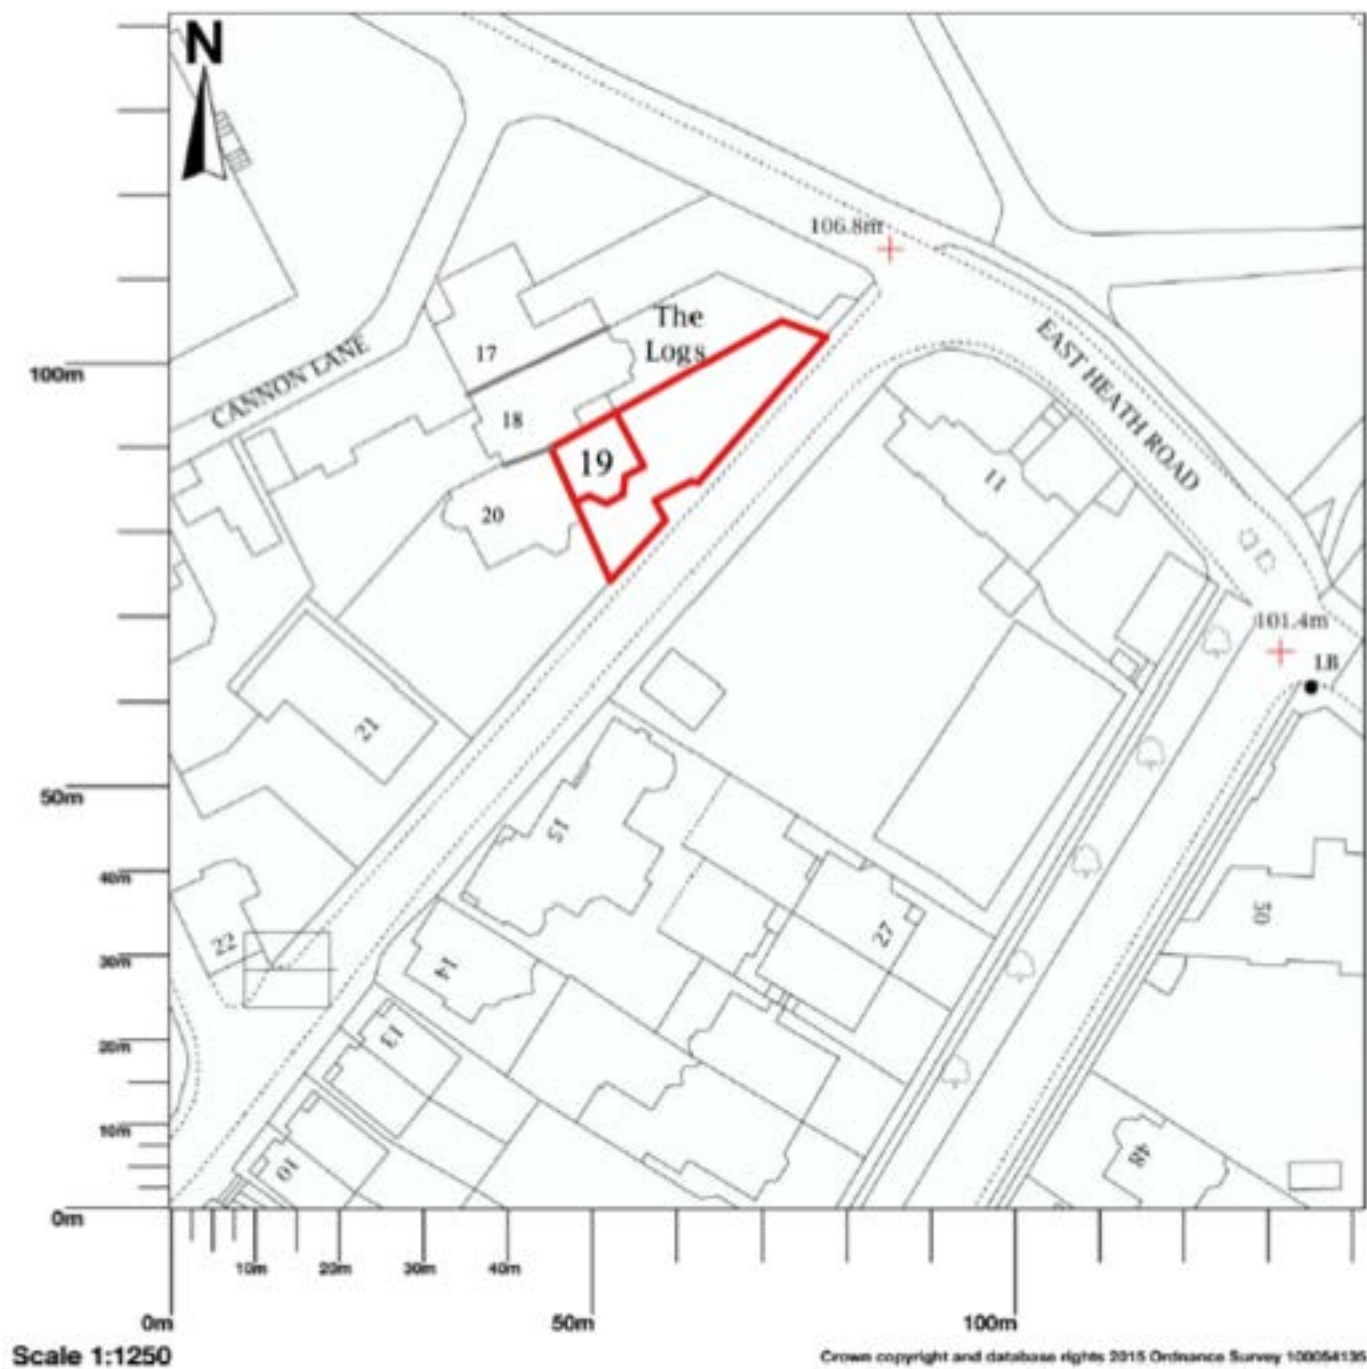 N
106.8m
The
Logs
EAST HEATH ROAD
17
100m
CANNON LANE
18
19
11
20
101.4m
LB
21
50m
15
40m
27
50
22
30m
14
20m
13
10m
48
10
0m
10m
20m
30m
40m
0m
50m
100m
Scale 1:1250
Crown copyright and database rights 2015 Ordnance Survey 100054135